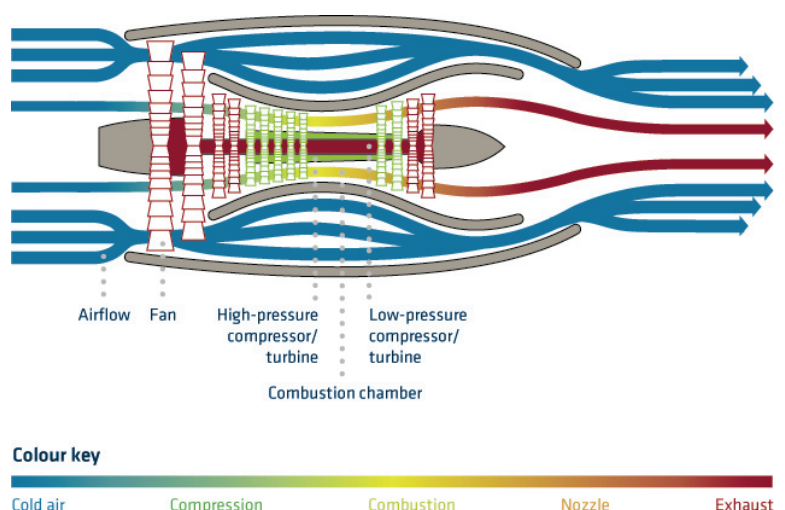 Airflow
Fan
High-pressure
compressor/
turbine
Low-pressure
compressor/
turbine
Combustion chamber
Colour key
Cold air
Compression
Combustion
Nozzle
Exhaust